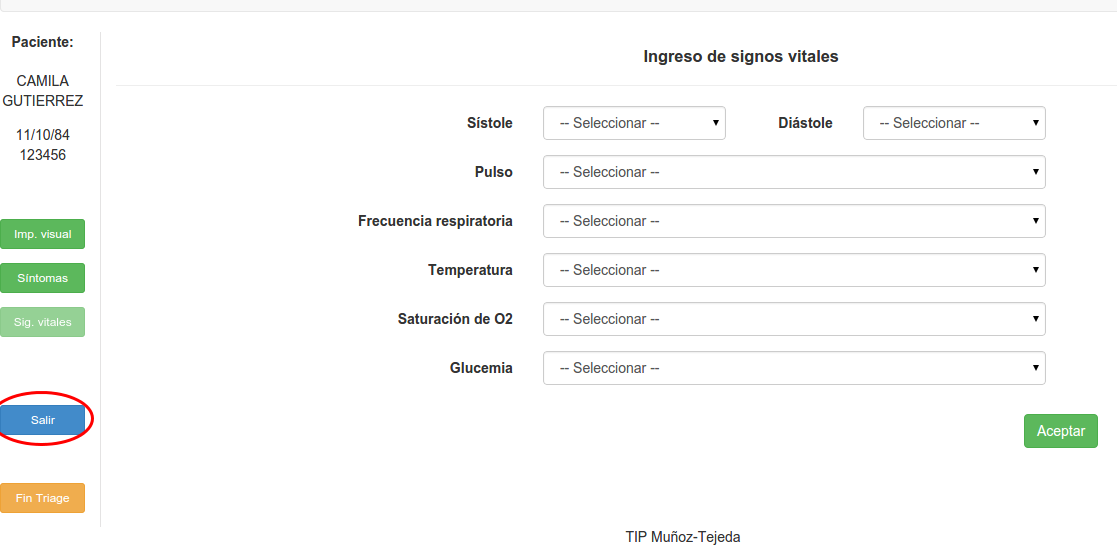 Paciente:
CAMILA
GUTIERREZ
11/10/84
123456
Imp. visual
Síntomas
Sig. vitales
Salir
Fin Triage
Ingreso de signos vitales
Sístole -- Seleccionar -- Diástole -- Seleccionar --
Pulso -- Seleccionar --
Frecuencia respiratoria -- Seleccionar --
Temperatura -- Seleccionar --
Saturación de O2 -- Seleccionar --
Glucemia -- Seleccionar --
Aceptar
TIP Muñoz-Tejeda